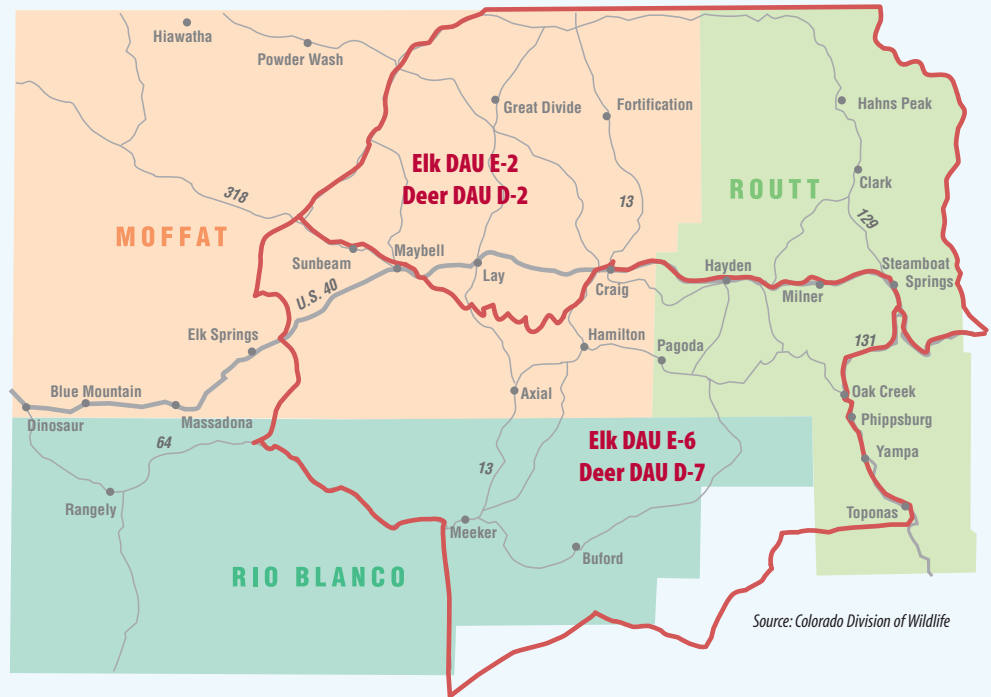 Hiawatha
Powder Wash
Great Divide
Fortification
Hahns Peak
Elk DAU E-2
Deer DAU D-2
Clark
318
13
ROUTT
129
MOFFAT
Sunbeam
Maybell
Lay
Craig
Hayden
Milner
Steamboat
Springs
U.S. 40
Elk Springs
Hamilton
Pagoda
131
Blue Mountain
Dinosaur
Massadona
Axial
Oak Creek
Phippsburg
64
Elk DAU E-6
Deer DAU D-7
13
Yampa
Rangely
Meeker
Toponas
Buford
RIO BLANCO
Source: Colorado Division of Wildlife